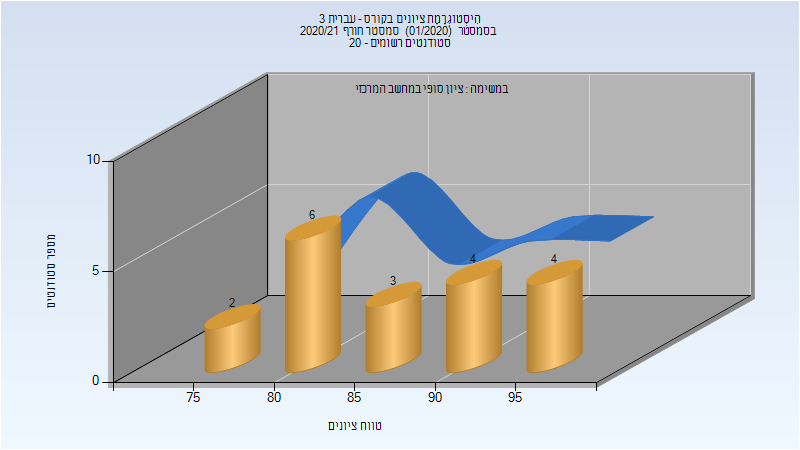 היסטוגרמת ציונים בקורס - עברית 3
בסמסטר (01/2020) סמסטר חורף 2020/21
סטודנטים רשומים - 20
במשימה : ציון סופי במחשב המרכזי
מספר סטודנטים
10
5
0
2
6
3
4
4
75
80
85
90
95
טווח ציונים